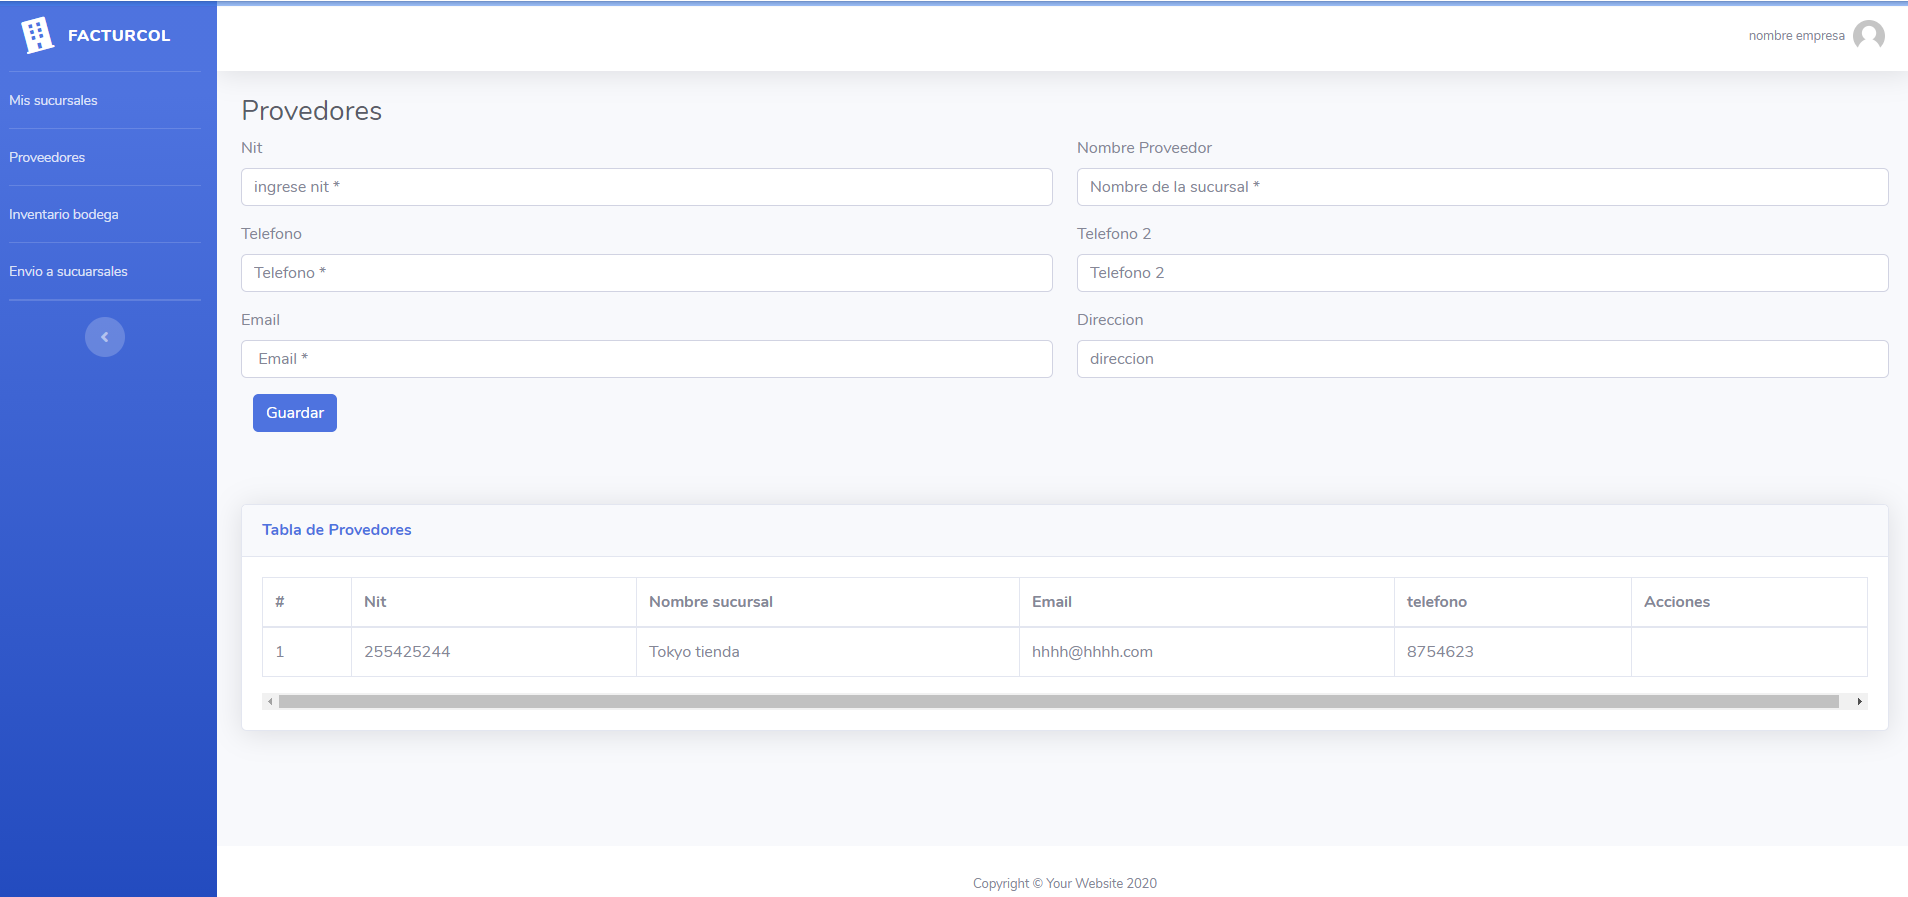 FACTURCOL
nombre empresa
Mis sucursales
Proveedores
Inventario bodega
Envio a sucuarsales
Provedores
Nit
Nombre Proveedor
ingrese nit *
Nombre de la sucursal *
Telefono
Telefono 2
Telefono *
Telefono 2
Email
Direccion
Email *
direccion
Guardar
Tabla de Provedores
# Nit Nombre sucursal Email telefono Acciones
1 255425244 Tokyo tienda hhhh@hhhh.com 8754623
Copyright © Your Website 2020